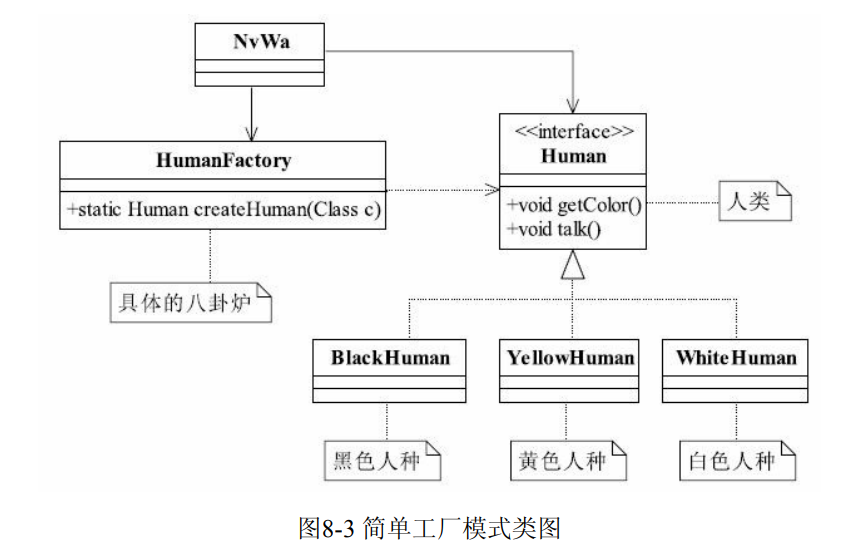 NvWa
HumanFactory
+static Human createHuman(Class c)
具体的八卦炉
<<interface>>
Human
+void getColor()
+void talk()
人类
BlackHuman
YellowHuman
WhiteHuman
黑色人种
黄色人种
白色人种
图8-3 简单工厂模式类图